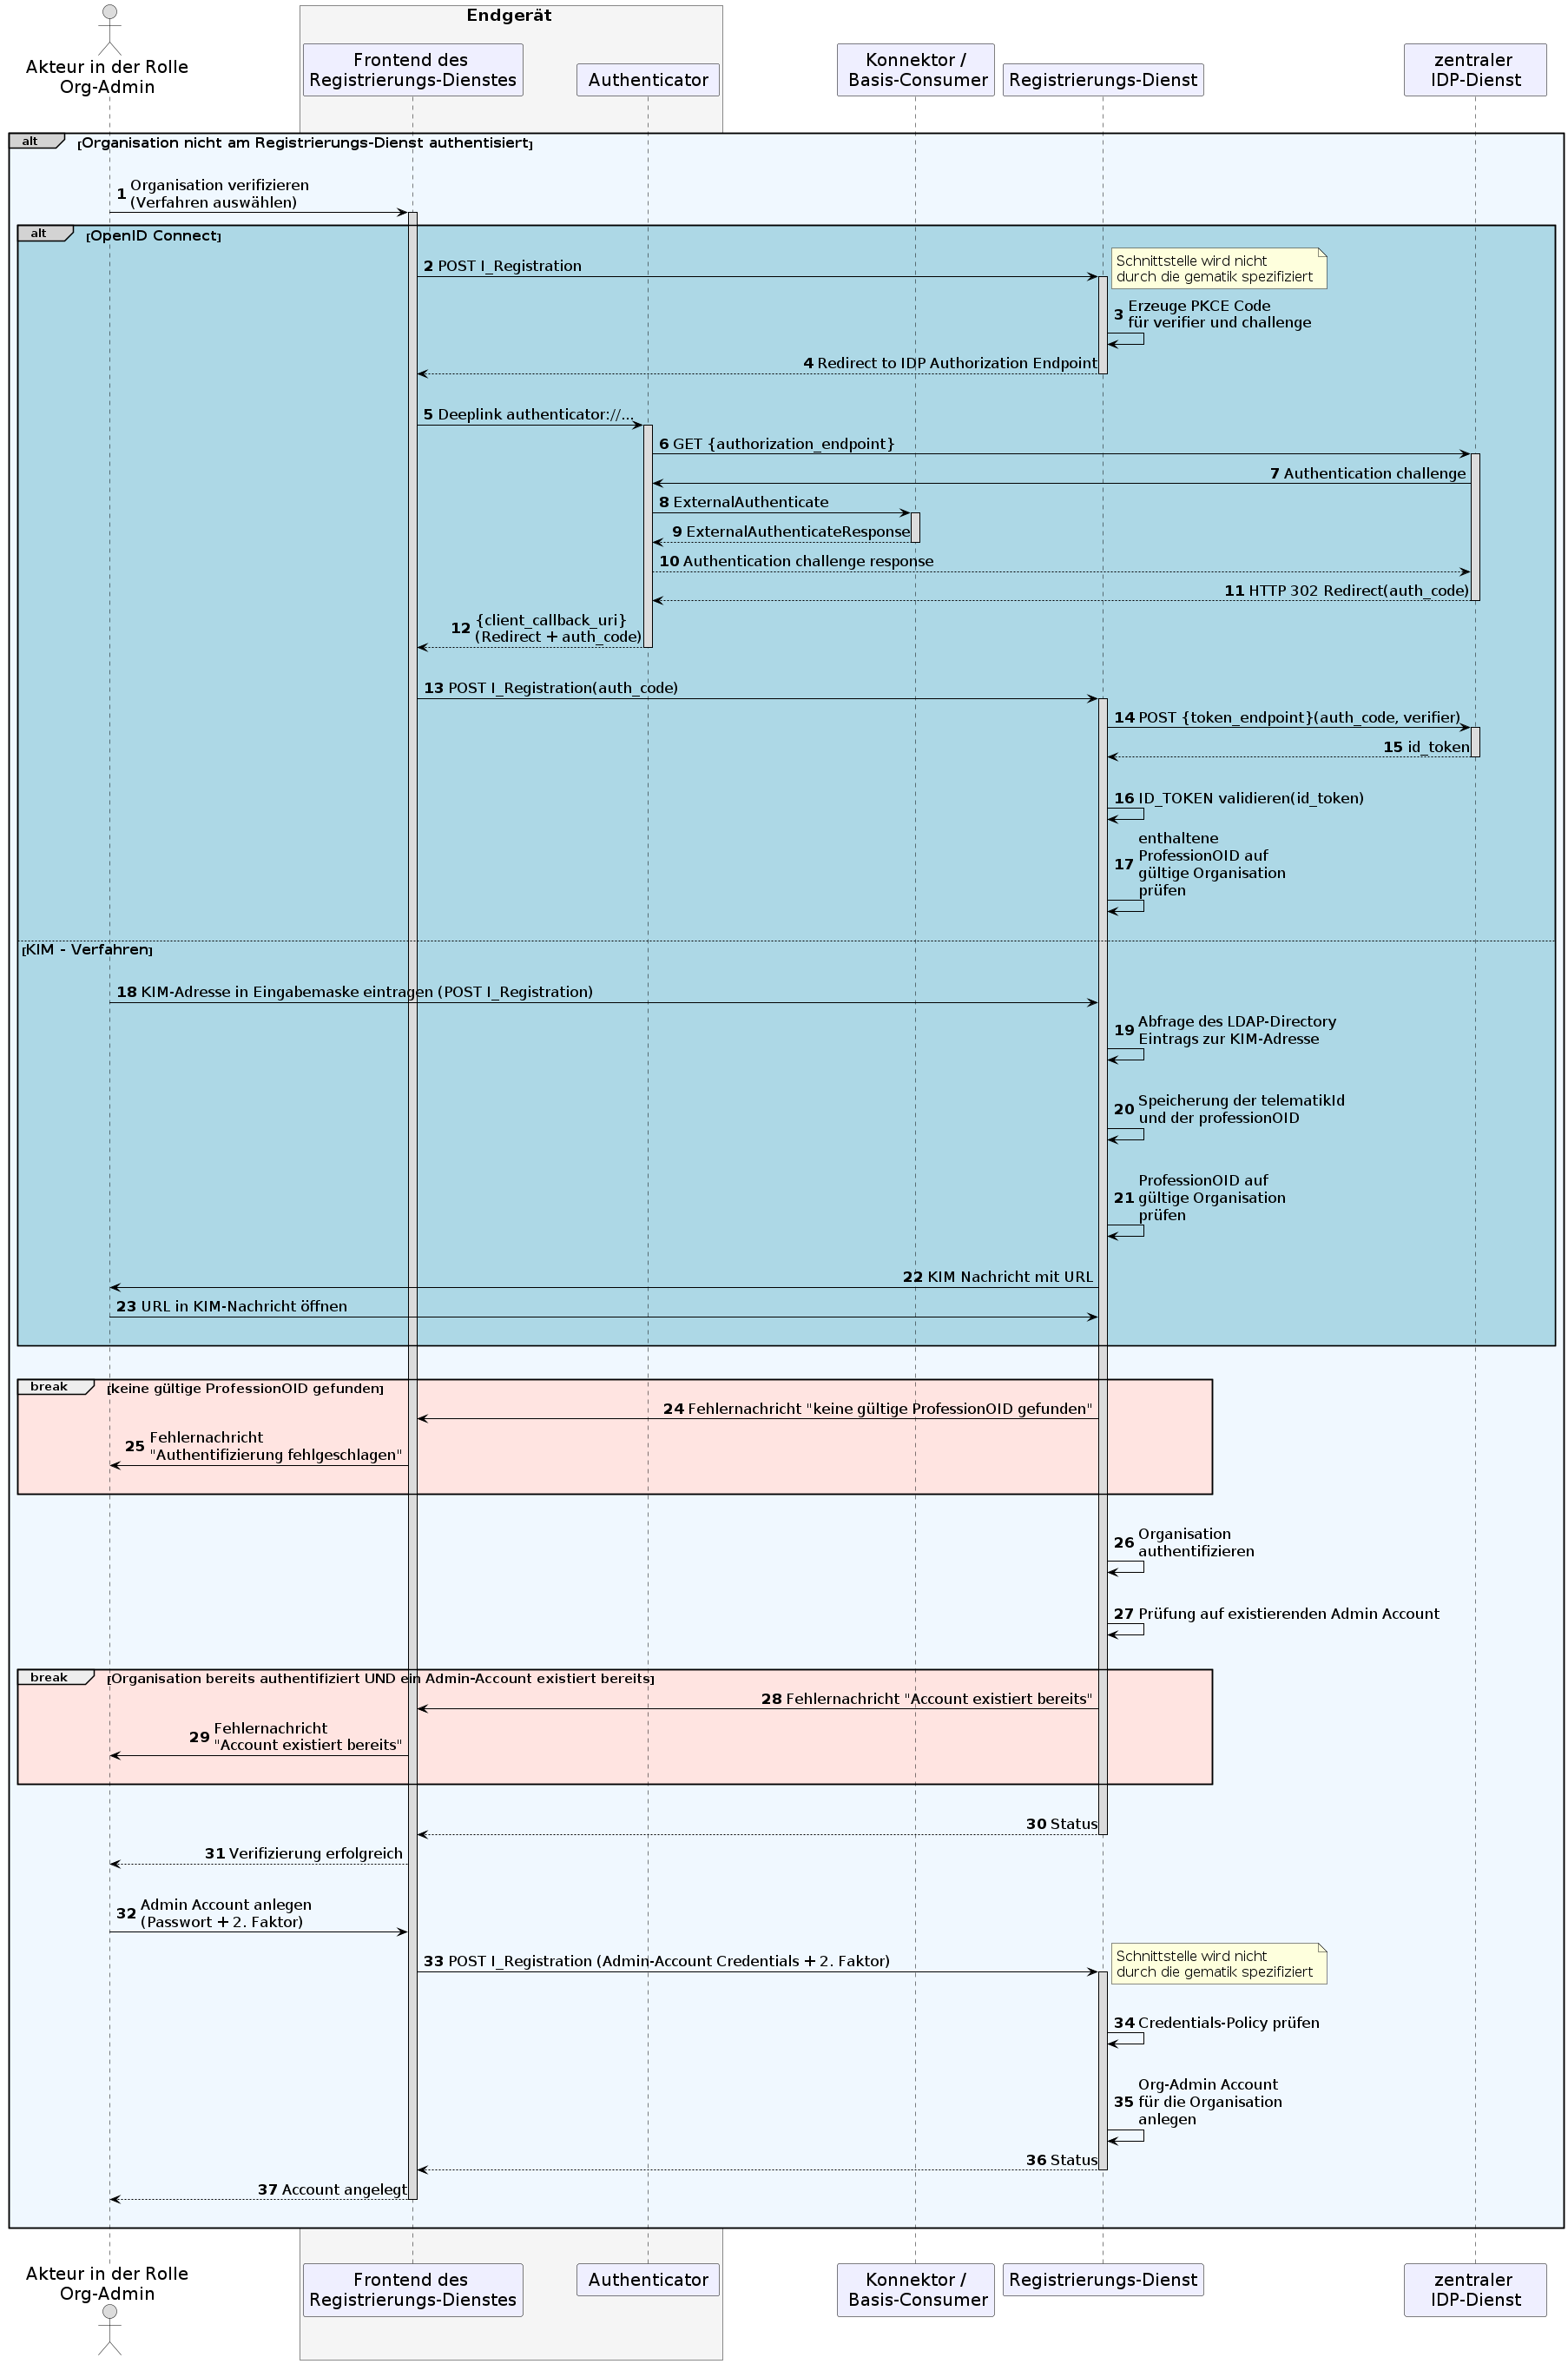 Endgerät
Akteur in der Rolle
Org-Admin
Frontend des
Registrierungs-Dienstes
Authenticator
Konnektor /
Basis-Consumer
Registrierungs-Dienst
zentraler
IDP-Dienst
alt [Organisation nicht am Registrierungs-Dienst authentisiert]
1 Organisation verifizieren
(Verfahren auswählen)
alt [OpenID Connect]
2 POST I_Registration
Schnittstelle wird nicht
durch die gematik spezifiziert
3 Erzeuge PKCE Code
für verifier und challenge
4 Redirect to IDP Authorization Endpoint
5 Deeplink authenticator://...
6 GET {authorization_endpoint}
7 Authentication challenge
8 ExternalAuthenticate
9 ExternalAuthenticateResponse
10 Authentication challenge response
11 HTTP 302 Redirect(auth_code)
12 {client_callback_uri}
(Redirect + auth_code)
13 POST I_Registration(auth_code)
14 POST {token_endpoint}(auth_code, verifier)
15 id_token
16 ID_TOKEN validieren(id_token)
17 enthaltene
ProfessionOID auf
gültige Organisation
prüfen
[KIM - Verfahren]
18 KIM-Adresse in Eingabemaske eintragen (POST I_Registration)
19 Abfrage des LDAP-Directory
Eintrags zur KIM-Adresse
20 Speicherung der telematikId
und der professionOID
21 ProfessionOID auf
gültige Organisation
prüfen
22 KIM Nachricht mit URL
23 URL in KIM-Nachricht öffnen
break [keine gültige ProfessionOID gefunden]
24 Fehlernachricht "keine gültige ProfessionOID gefunden"
25 Fehlernachricht
"Authentifizierung fehlgeschlagen"
26 Organisation
authentifizieren
27 Prüfung auf existierenden Admin Account
break [Organisation bereits authentifiziert UND ein Admin-Account existiert bereits]
28 Fehlernachricht "Account existiert bereits"
29 Fehlernachricht
"Account existiert bereits"
30 Status
31 Verifizierung erfolgreich
32 Admin Account anlegen
(Passwort + 2. Faktor)
33 POST I_Registration (Admin-Account Credentials + 2. Faktor)
Schnittstelle wird nicht
durch die gematik spezifiziert
34 Credentials-Policy prüfen
35 Org-Admin Account
für die Organisation
anlegen
36 Status
37 Account angelegt
Akteur in der Rolle
Org-Admin
Frontend des
Registrierungs-Dienstes
Authenticator
Konnektor /
Basis-Consumer
Registrierungs-Dienst
zentraler
IDP-Dienst